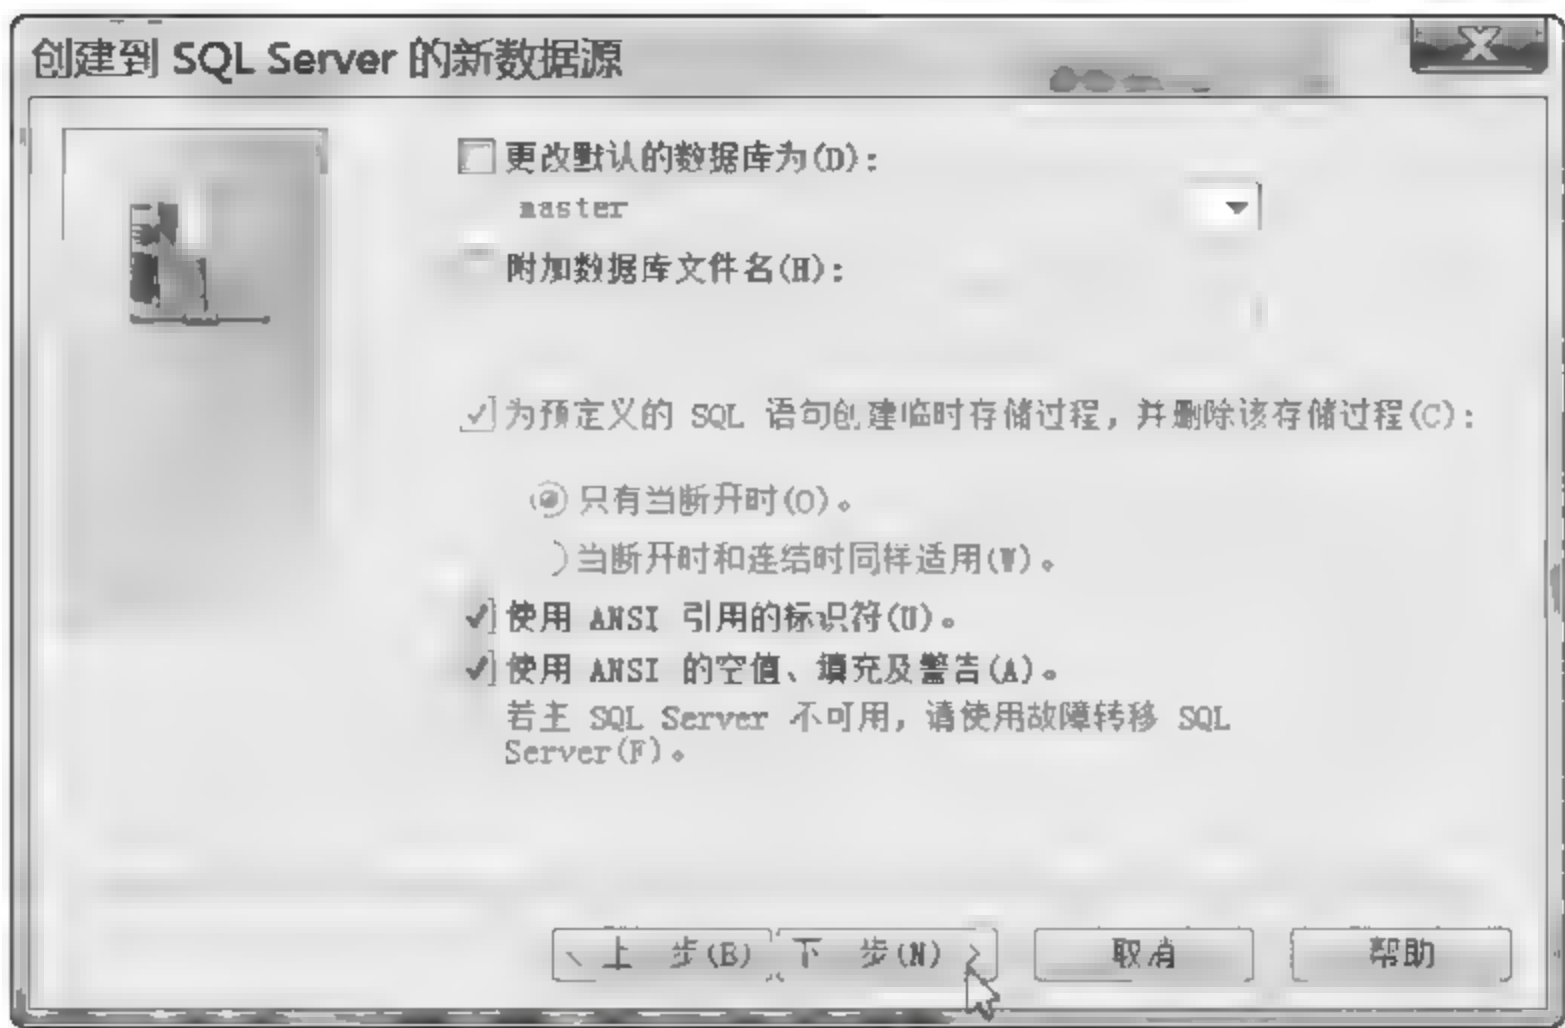 创建到 SQL Server 的新数据源
更改默认的数据库为(D):
master
附加数据库文件名(H):
为预定义的 SQL 语句创建临时存储过程，并删除该存储过程(C):
只有当断开时(O)。
当断开时和连结时同样适用(W)。
使用 ANSI 引用的标识符(U)。
使用 ANSI 的空值、填充及警告(A)。
若主 SQL Server 不可用，请使用故障转移 SQL
Server(F)。
上 步(B) 下 步(N) > 取消 帮助